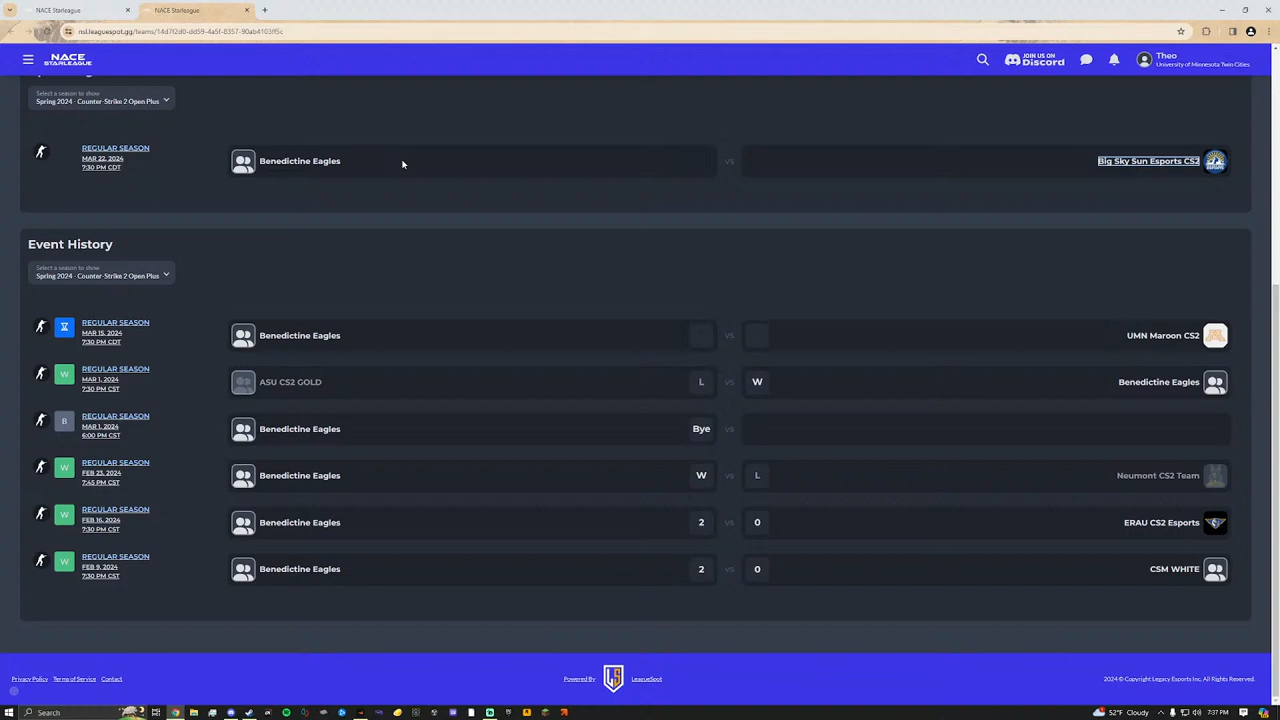 NACE Starleague
NACE Starleague
nsl.leaguespot.gg/teams/14d7f2d0-dd59-4a5f-8357-90ab4103ff5c
NACE
STARLEAGUE
JOIN US ON
Discord
Theo
University of Minnesota Twin Cities
Select a season to show
Spring 2024 - Counter-Strike 2 Open Plus
REGULAR SEASON
MAR 22, 2024
7:30 PM CDT
Benedictine Eagles
VS
Big Sky Sun Esports CS2
Event History
Select a season to show
Spring 2024 - Counter-Strike 2 Open Plus
REGULAR SEASON
MAR 15, 2024
7:30 PM CDT
Benedictine Eagles
VS
UMN Maroon CS2
W
REGULAR SEASON
MAR 1, 2024
7:30 PM CST
ASU CS2 GOLD
L
VS
W
Benedictine Eagles
B
REGULAR SEASON
MAR 1, 2024
6:00 PM CST
Benedictine Eagles
Bye
VS
W
REGULAR SEASON
FEB 23, 2024
7:45 PM CST
Benedictine Eagles
W
VS
L
Neumont CS2 Team
W
REGULAR SEASON
FEB 16, 2024
7:30 PM CST
Benedictine Eagles
2
VS
0
ERAU CS2 Esports
W
REGULAR SEASON
FEB 9, 2024
7:30 PM CST
Benedictine Eagles
2
VS
0
CSM WHITE
Privacy Policy
Terms of Service
Contact
Powered By
LS
LeagueSpot
2024 © Copyright Legacy Esports Inc. All Rights Reserved.
Search
52°F Cloudy
7:37 PM